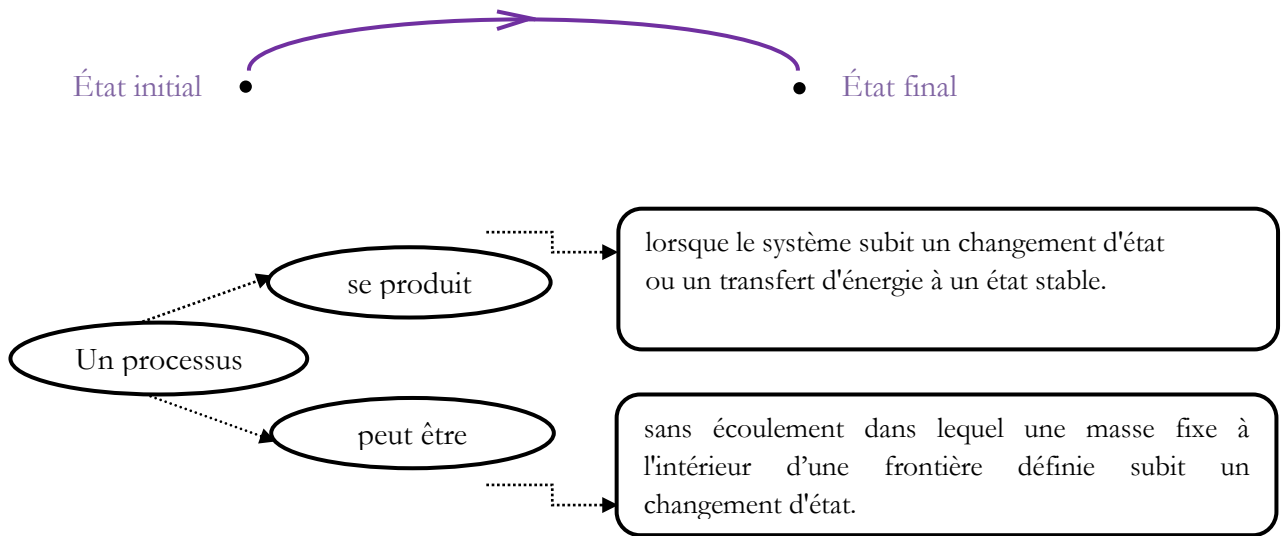 État initial
État final
se produit
lorsque le système subit un changement d'état
ou un transfert d'énergie à un état stable.
Un processus
peut être
sans écoulement dans lequel une masse fixe à
l'intérieur d’une frontière définie subit un
changement d'état.